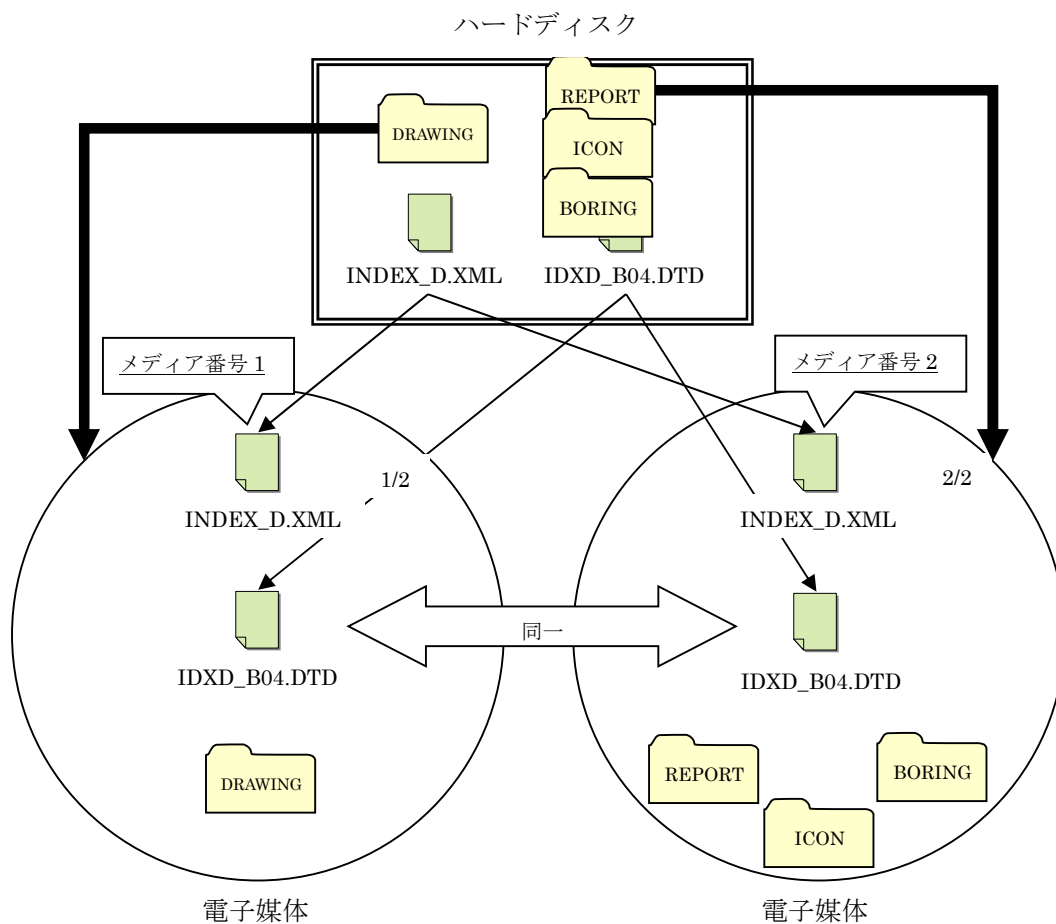 ハードディスク
REPORT
DRAWING
ICON
BORING
INDEX_D.XML
IDXD_B04.DTD
メディア番号 1
メディア番号 2
1/2
2/2
INDEX_D.XML
INDEX_D.XML
同一
IDXD_B04.DTD
IDXD_B04.DTD
DRAWING
REPORT
BORING
ICON
電子媒体
電子媒体